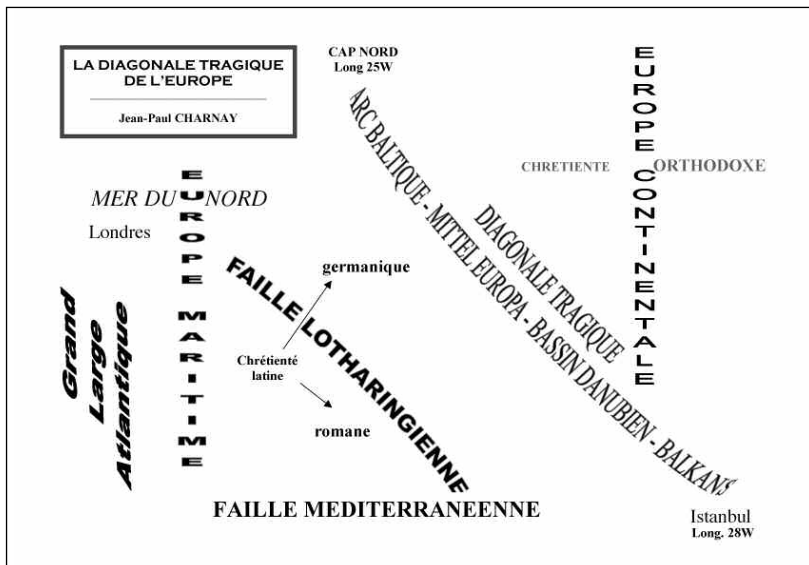 LA DIAGONALE TRAGIQUE
DE L'EUROPE
Jean-Paul CHARNAY
CAP NORD
Long 25W
EUROPE CONTINENTALE
ARC BALTIQUE - MITTEL EUROPA - BASSIN DANUBIEN - BALKANS
DIAGONALE TRAGIQUE
CHRETIENTE ORTHODOXE
EUROPE MARITIME
MER DU NORD
Londres
FAILLE LOTHARINGIENNE
germanique
Chrétienté
latine
romane
Grand
Large
Atlantique
FAILLE MEDITERRANEENNE
Istanbul
Long. 28W